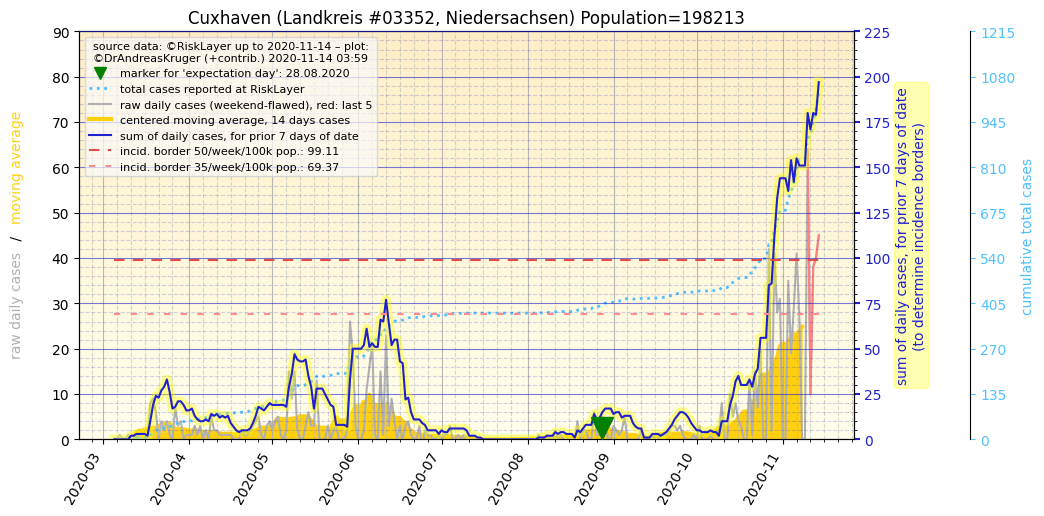 Cuxhaven (Landkreis #03352, Niedersachsen) Population=198213
source data: ©RiskLayer up to 2020-11-14 – plot:
©DrAndreasKruger (+contrib.) 2020-11-14 03:59
marker for 'expectation day': 28.08.2020
total cases reported at RiskLayer
raw daily cases (weekend-flawed), red: last 5
centered moving average, 14 days cases
sum of daily cases, for prior 7 days of date
incid. border 50/week/100k pop.: 99.11
incid. border 35/week/100k pop.: 69.37
raw daily cases / moving average
90
80
70
60
50
40
30
20
10
0
2020-03
2020-04
2020-05
2020-06
2020-07
2020-08
2020-09
2020-10
2020-11
225
200
175
150
125
100
75
50
25
0
sum of daily cases, for prior 7 days of date
(to determine incidence borders)
1215
1080
945
810
675
540
405
270
135
0
cumulative total cases